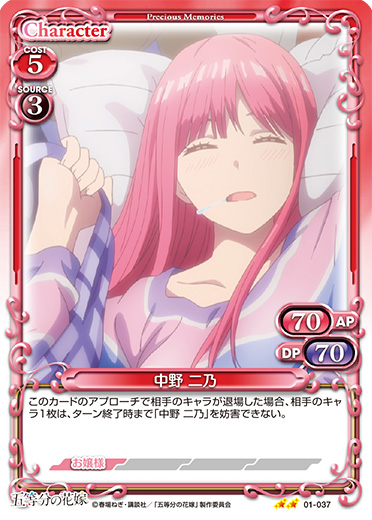 Precious Memories
Character
COST
5
SOURCE
3
70 AP
DP 70
中野 二乃
このカードのアプローチで相手のキャラが退場した場合、相手のキャ
ラ1枚は、ターン終了時まで「中野 二乃」を妨害できない。
お嬢様
五等分の花嫁
©春場ねぎ・講談社/「五等分の花嫁」製作委員会
01-037